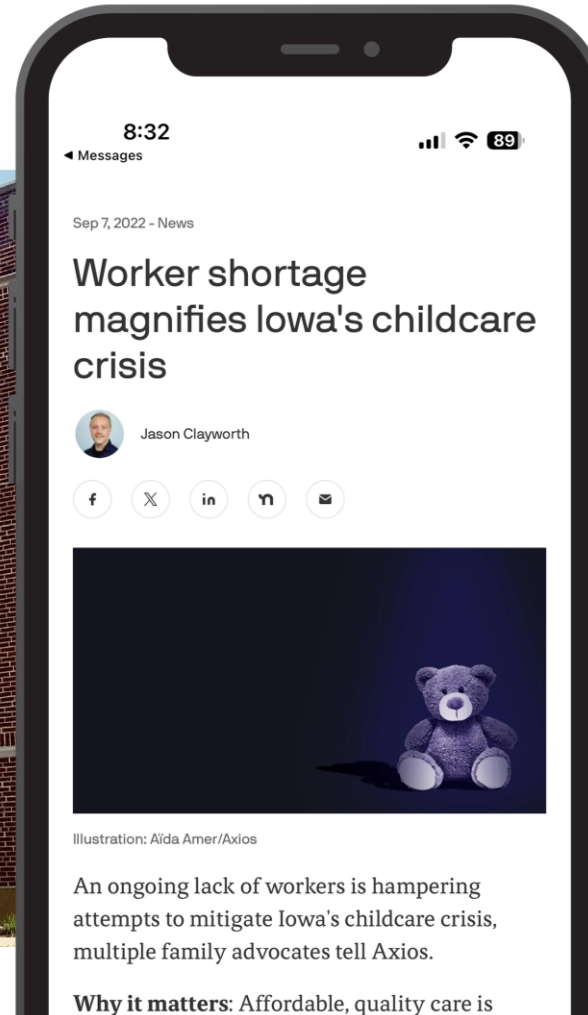 8:32
89
◀ Messages
Sep 7, 2022 - News
Worker shortage
magnifies Iowa's childcare
crisis
Jason Clayworth
f
X
in
Illustration: Aïda Amer/Axios
An ongoing lack of workers is hampering
attempts to mitigate Iowa's childcare crisis,
multiple family advocates tell Axios.
Why it matters: Affordable, quality care is